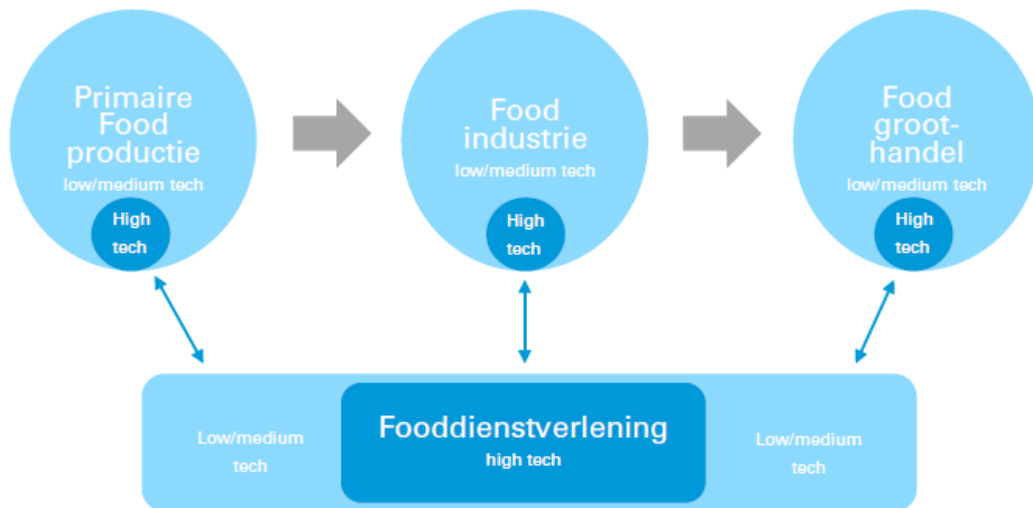 Primaire
Food
productie
low/medium tech
High
tech
Food
industrie
low/medium tech
High
tech
Food
groot-
handel
low/medium tech
High
tech
Low/medium
tech
Fooddienstverlening
high tech
Low/medium
tech